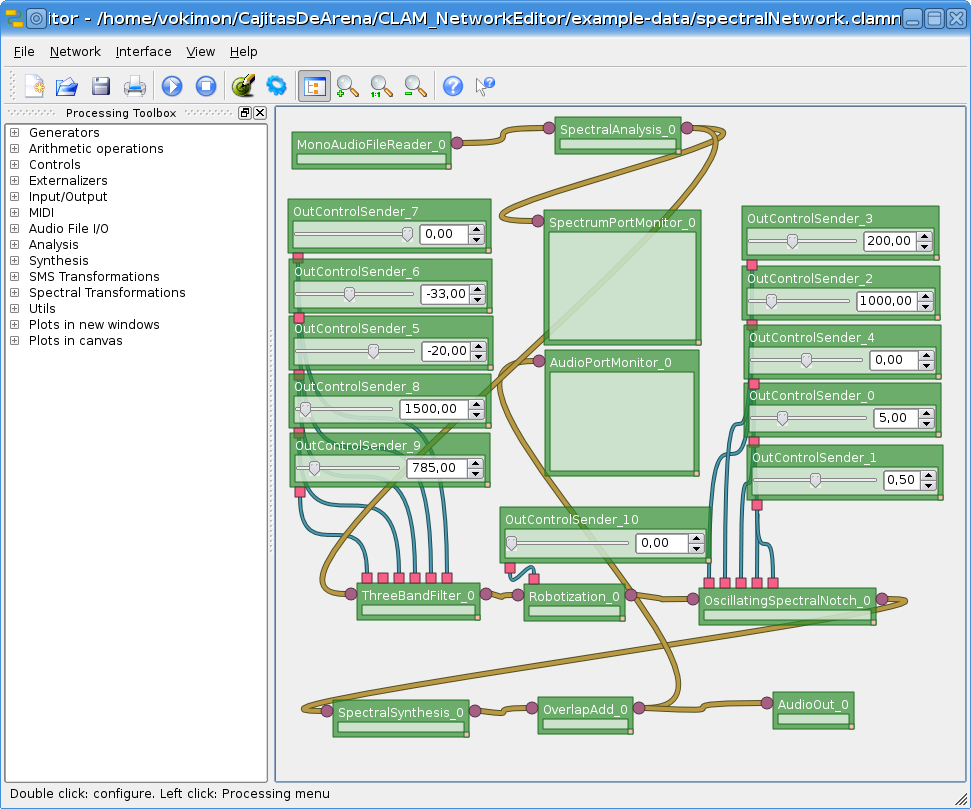 itor - /home/vokimon/CajitasDeArena/CLAM_NetworkEditor/example-data/spectralNetwork.clamn
File Network Interface View Help
1:1
Processing Toolbox
Generators
Arithmetic operations
Controls
Externalizers
Input/Output
MIDI
Audio File I/O
Analysis
Synthesis
SMS Transformations
Spectral Transformations
Utils
Plots in new windows
Plots in canvas
MonoAudioFileReader_0
SpectralAnalysis_0
OutControlSender_7
0,00
OutControlSender_6
-33,00
OutControlSender_5
-20,00
OutControlSender_8
1500,00
OutControlSender_9
785,00
SpectrumPortMonitor_0
AudioPortMonitor_0
OutControlSender_3
200,00
OutControlSender_2
1000,00
OutControlSender_4
0,00
OutControlSender_0
5,00
OutControlSender_1
0,50
OutControlSender_10
0,00
ThreeBandFilter_0
Robotization_0
OscillatingSpectralNotch_0
SpectralSynthesis_0
OverlapAdd_0
AudioOut_0
Double click: configure. Left click: Processing menu